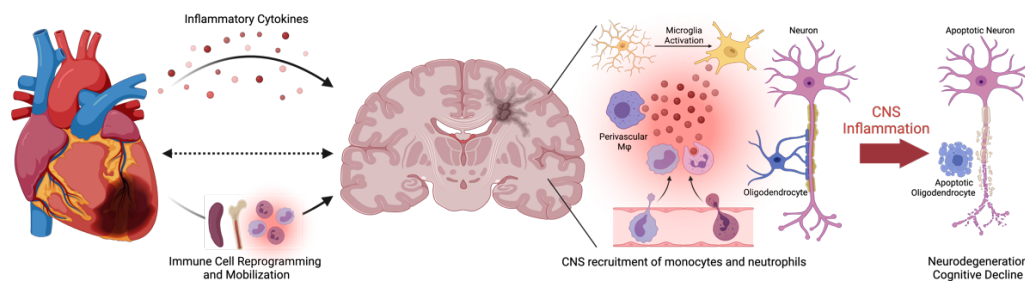 Inflammatory Cytokines
Immune Cell Reprogramming
and Mobilization
Microglia
Activation
Perivascular
Mφ
Neuron
Oligodendrocyte
CNS recruitment of monocytes and neutrophils
CNS
Inflammation
Apoptotic Neuron
Apoptotic
Oligodendrocyte
Neurodegeneration
Cognitive Decline